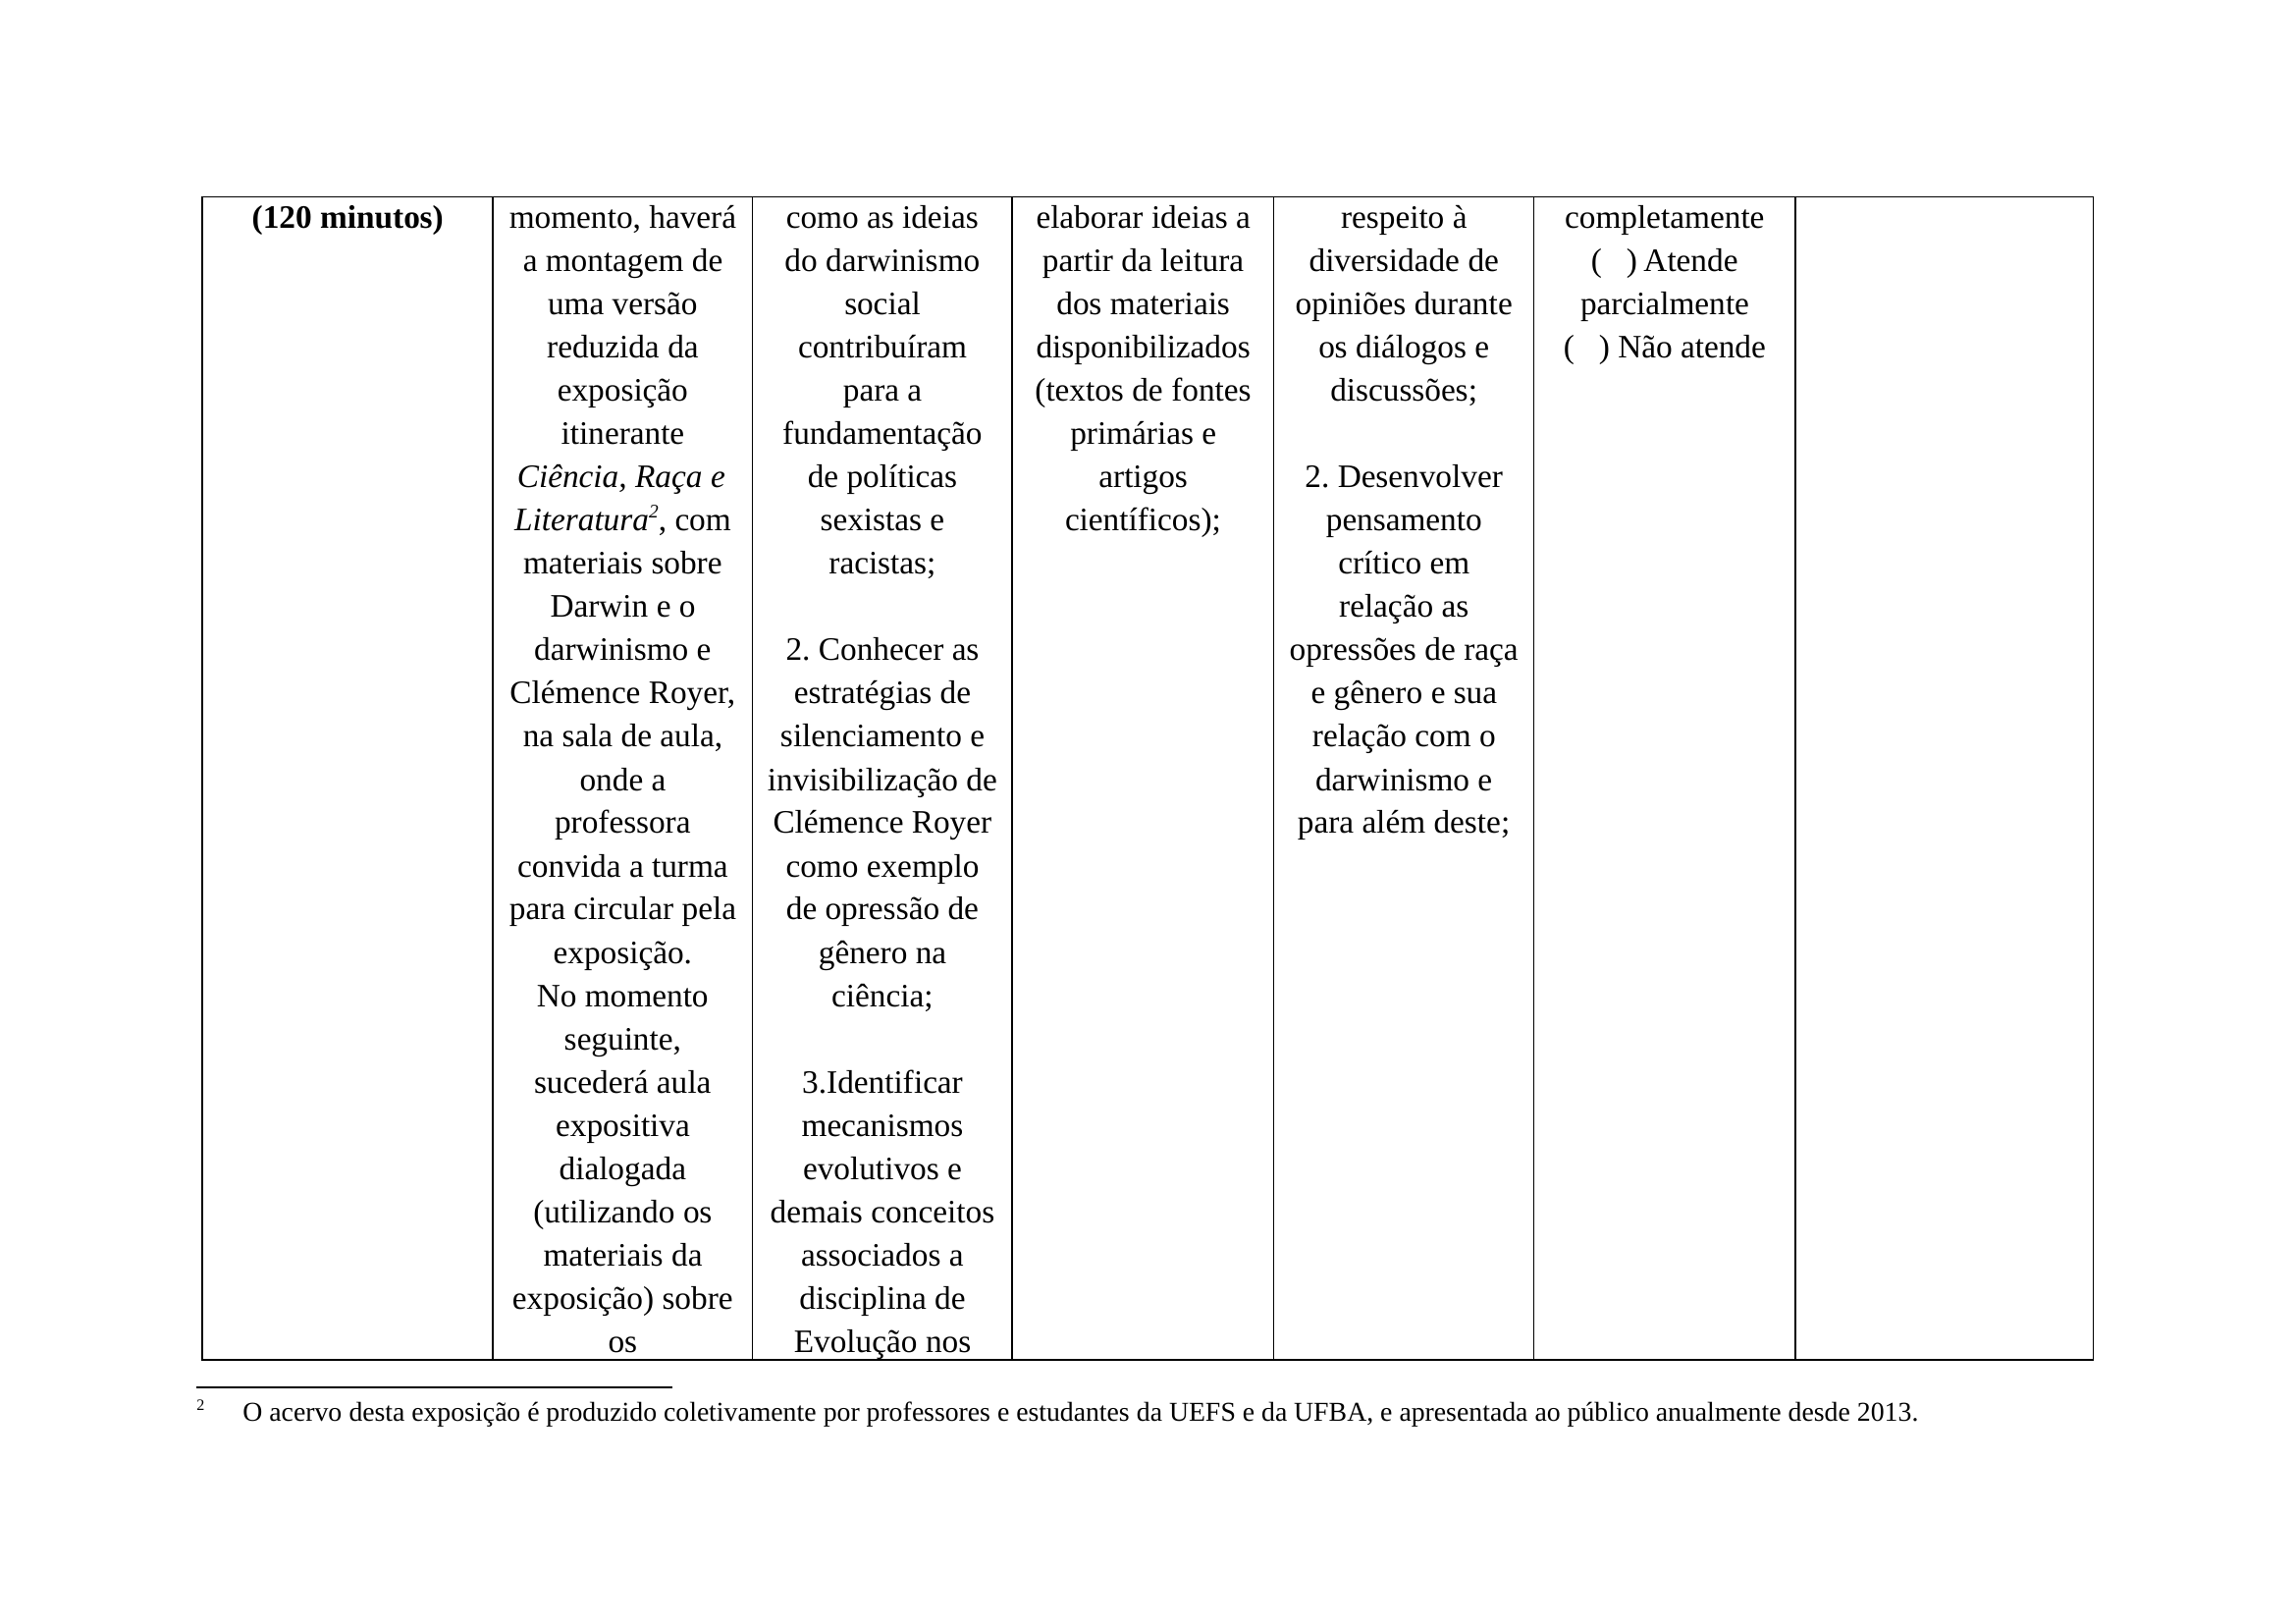 (120 minutos)
momento, haverá
a montagem de
uma versão
reduzida da
exposição
itinerante
Ciência, Raça e
Literatura2, com
materiais sobre
Darwin e o
darwinismo e
Clémence Royer,
na sala de aula,
onde a
professora
convida a turma
para circular pela
exposição.
No momento
seguinte,
sucederá aula
expositiva
dialogada
(utilizando os
materiais da
exposição) sobre
os
como as ideias
do darwinismo
social
contribuíram
para a
fundamentação
de políticas
sexistas e
racistas;
2. Conhecer as
estratégias de
silenciamento e
invisibilização de
Clémence Royer
como exemplo
de opressão de
gênero na
ciência;
3.Identificar
mecanismos
evolutivos e
demais conceitos
associados a
disciplina de
Evolução nos
elaborar ideias a
partir da leitura
dos materiais
disponibilizados
(textos de fontes
primárias e
artigos
científicos);
respeito à
diversidade de
opiniões durante
os diálogos e
discussões;
2. Desenvolver
pensamento
crítico em
relação as
opressões de raça
e gênero e sua
relação com o
darwinismo e
para além deste;
completamente
(   ) Atende
parcialmente
(   ) Não atende
2 O acervo desta exposição é produzido coletivamente por professores e estudantes da UEFS e da UFBA, e apresentada ao público anualmente desde 2013.